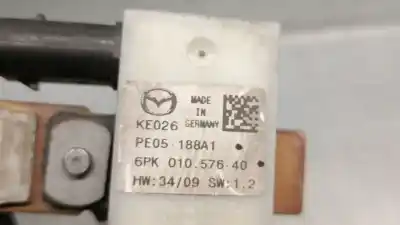 MADE
IN
GERMANY
KE026
PE05 188A1
6PK 010.576-40
HW:34/09 SW:1.2